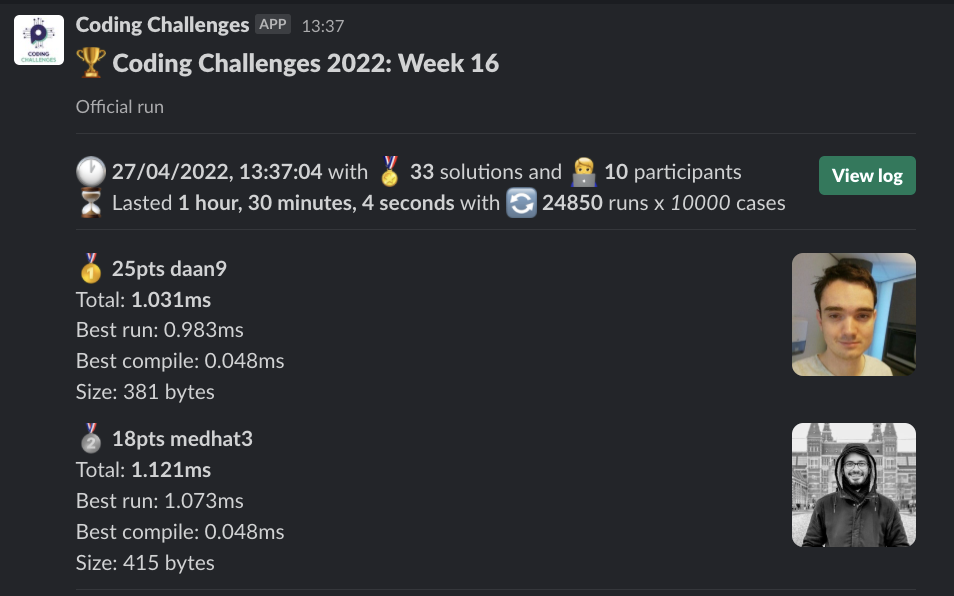 Coding Challenges APP 13:37
CODING
CHALLENGES
Coding Challenges 2022: Week 16
Official run
27/04/2022, 13:37:04 with 33 solutions and 10 participants
View log
Lasted 1 hour, 30 minutes, 4 seconds with 24850 runs x 10000 cases
1 25pts daan9
Total: 1.031ms
Best run: 0.983ms
Best compile: 0.048ms
Size: 381 bytes
2 18pts medhat3
Total: 1.121ms
Best run: 1.073ms
Best compile: 0.048ms
Size: 415 bytes